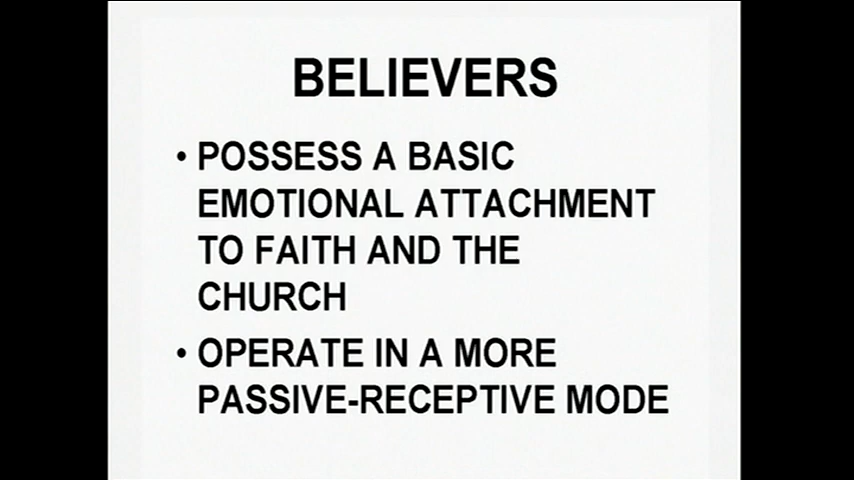 BELIEVERS
• POSSESS A BASIC
EMOTIONAL ATTACHMENT
TO FAITH AND THE
CHURCH
• OPERATE IN A MORE
PASSIVE-RECEPTIVE MODE